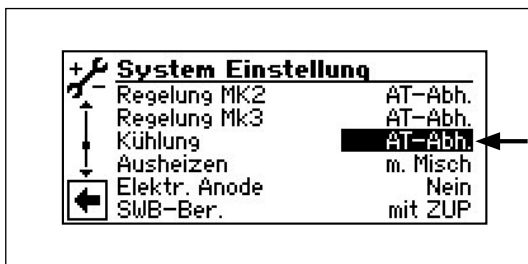 System Einstellung
Regelung MK2 AT-Abh.
Regelung Mk3 AT-Abh.
Kühlung AT-Abh.
Ausheizen m. Misch
Elektr. Anode Nein
SWB-Ber. mit ZUP